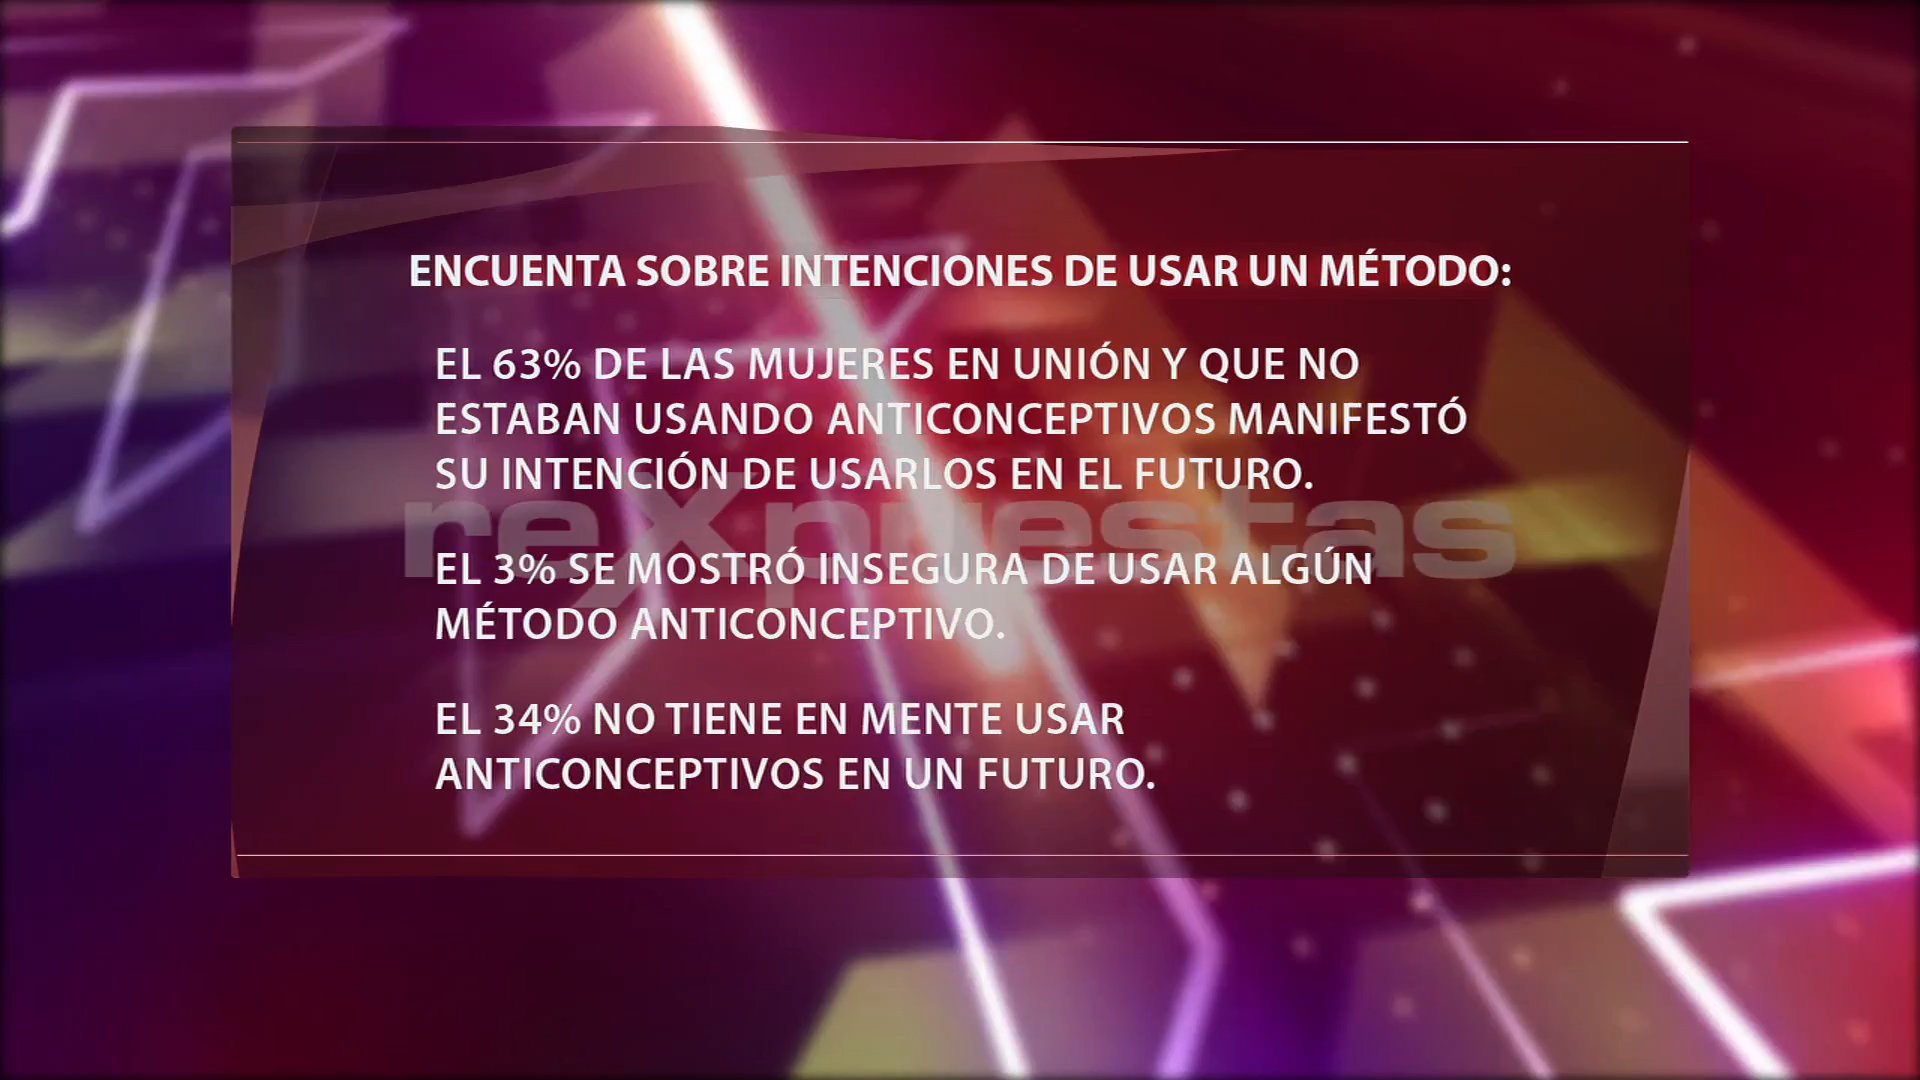 ENCUENTA SOBRE INTENCIONES DE USAR UN MÉTODO:
EL 63% DE LAS MUJERES EN UNIÓN Y QUE NO
ESTABAN USANDO ANTICONCEPTIVOS MANIFESTÓ
SU INTENCIÓN DE USARLOS EN EL FUTURO.
reXpuestas
EL 3% SE MOSTRÓ INSEGURA DE USAR ALGÚN
MÉTODO ANTICONCEPTIVO.
EL 34% NO TIENE EN MENTE USAR
ANTICONCEPTIVOS EN UN FUTURO.